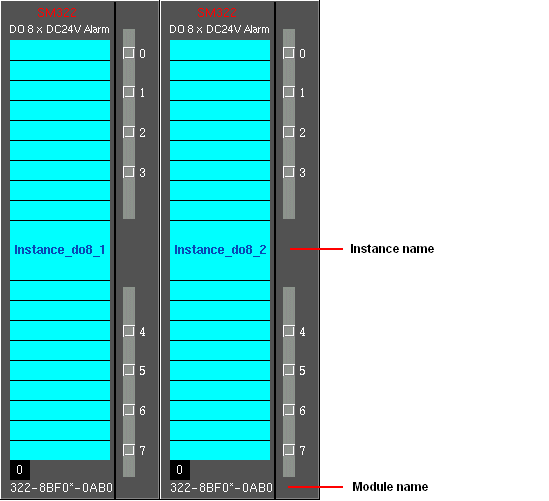 SM320 SM320
DO 8 x DC24V Alarm DO 8 x DC24V Alarm
0 0
1 1
2 2
3 3
Instance_do8_1 Instance_do8_2 Instance name
4 4
5 5
6 6
7 7
0 0
322-8BF0*-0AB0 322-8BF0*-0AB0 Module name